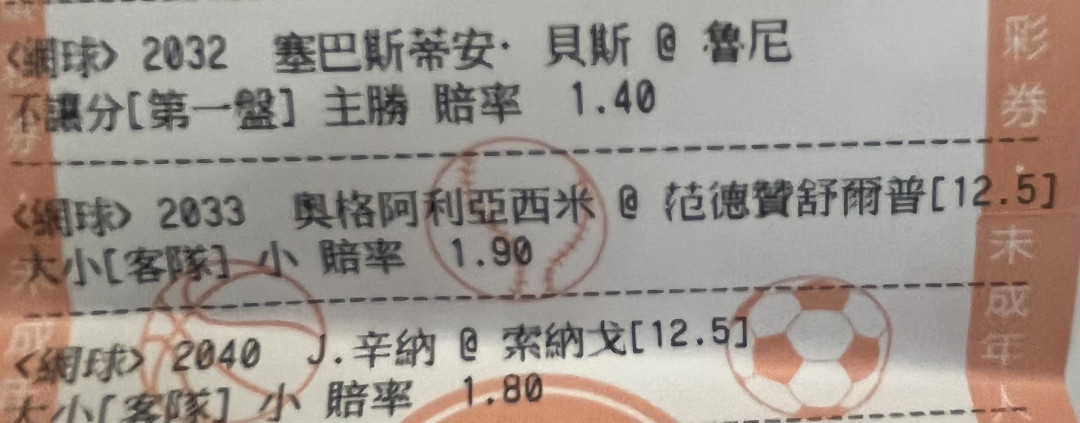 <網球> 2032 塞巴斯蒂安· 貝斯 @ 魯尼
不讓分[第一盤] 主勝 賠率 1.40
<網球> 2033 奧格阿利亞西米 @ 范德贊舒爾普[12.5]
大小[客隊] 小 賠率 1.90
<網球> 2040 J.辛納 @ 索納戈[12.5]
大小[客隊] 小 賠率 1.80
彩券·未成年人